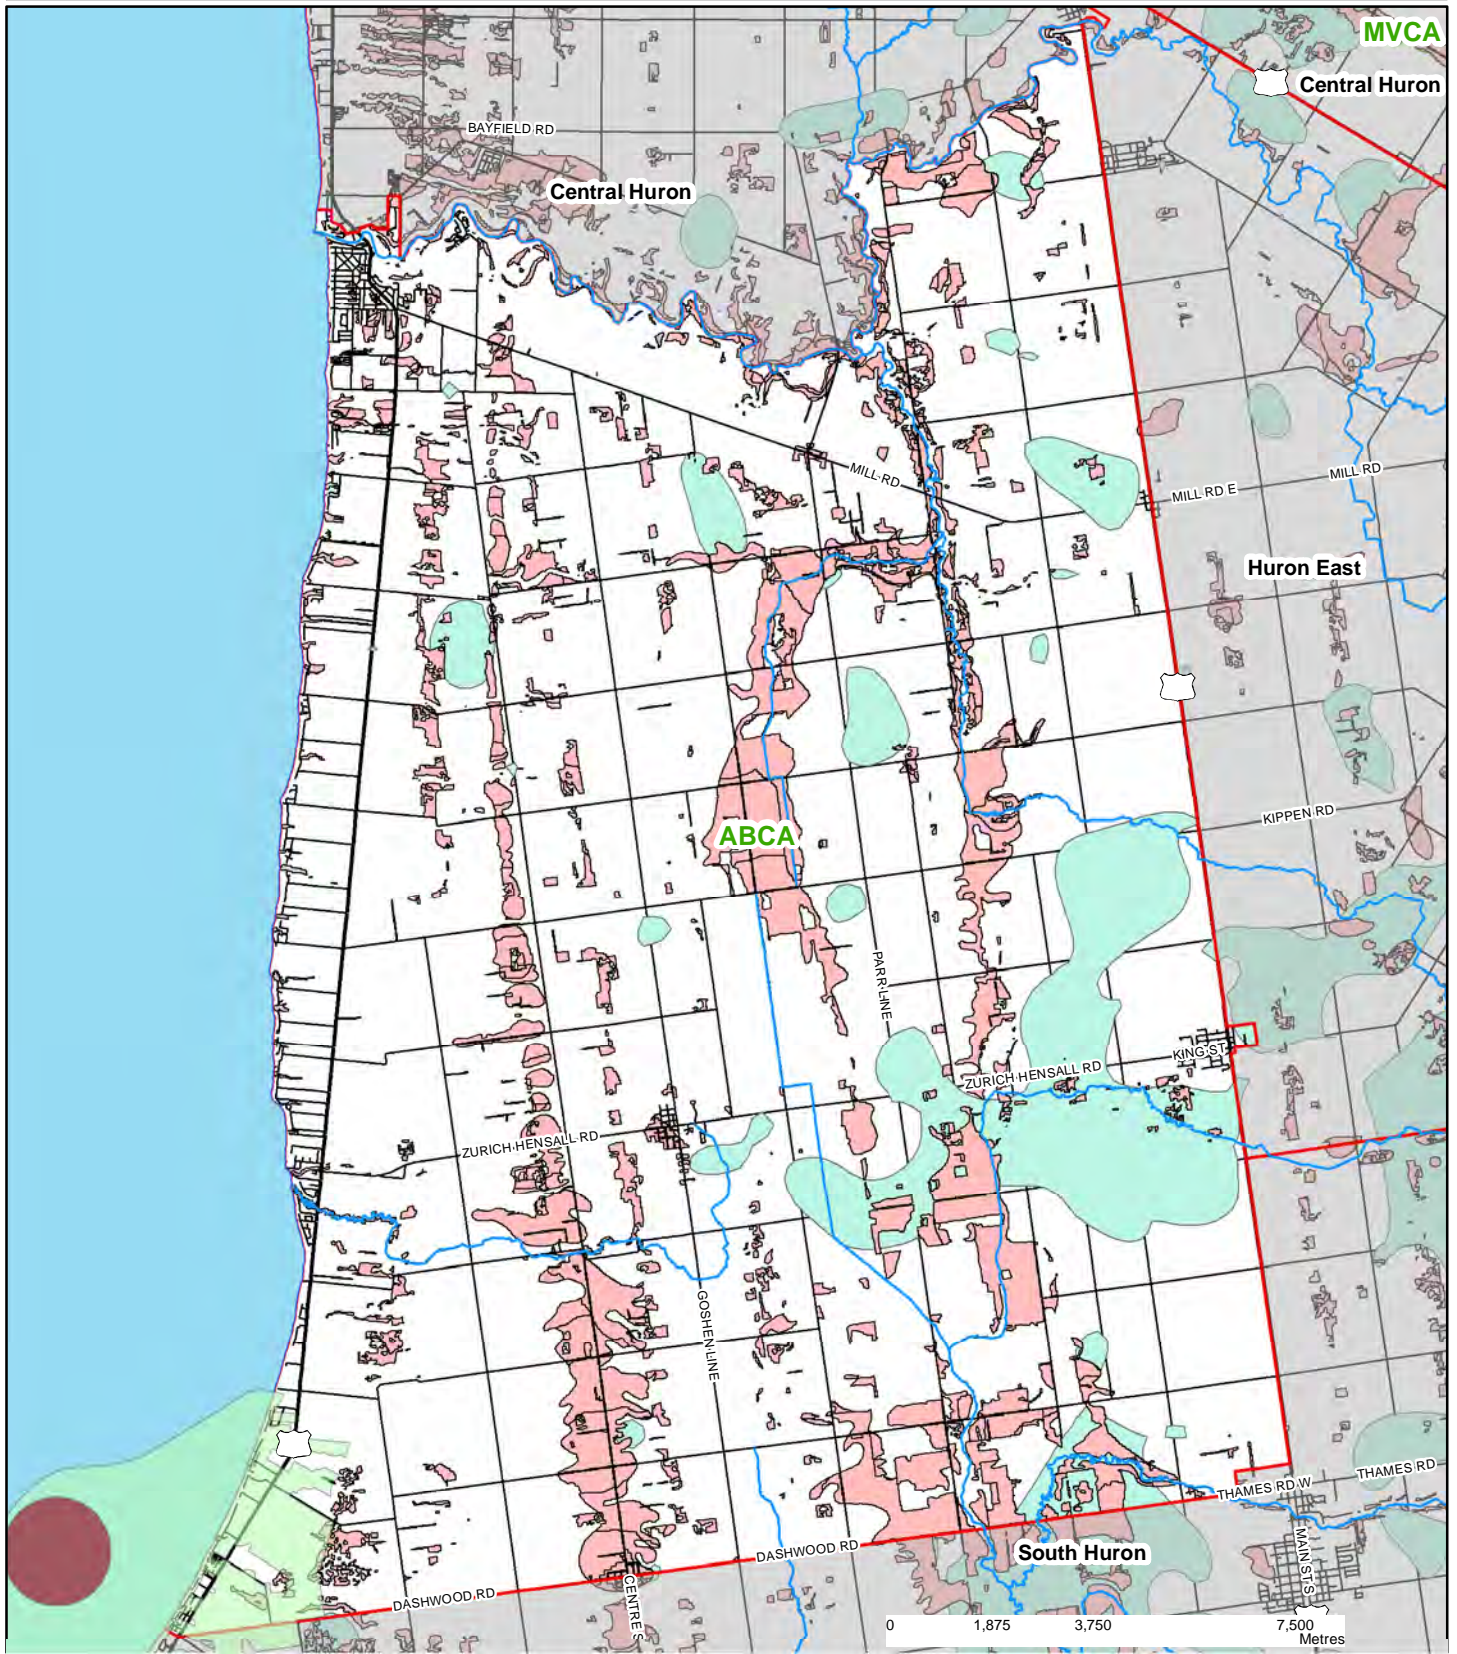 MVCA
Central Huron
BAYFIELD RD
Central Huron
MILL RD
MILL RD
MILL RD E
Huron East
KIPPEN RD
ABCA
PARR LINE
KING ST
ZURICH-HENSALL RD
ZURICH-HENSALL RD
GOSHEN LINE
THAMES RD
THAMES RD W
DASHWOOD RD
South Huron
MAIN ST S
DASHWOOD RD
CENTRE S
0 1,875 3,750 7,500
Metres